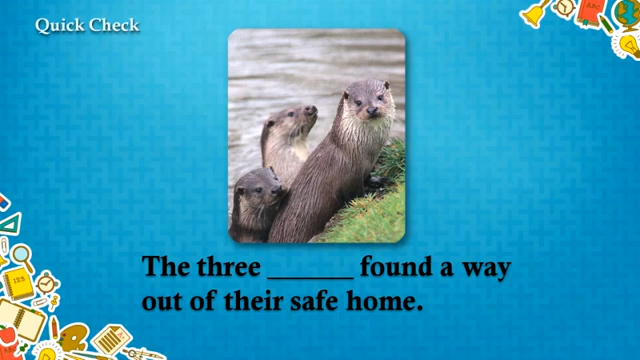 Quick Check
The three ______ found a way
out of their safe home.